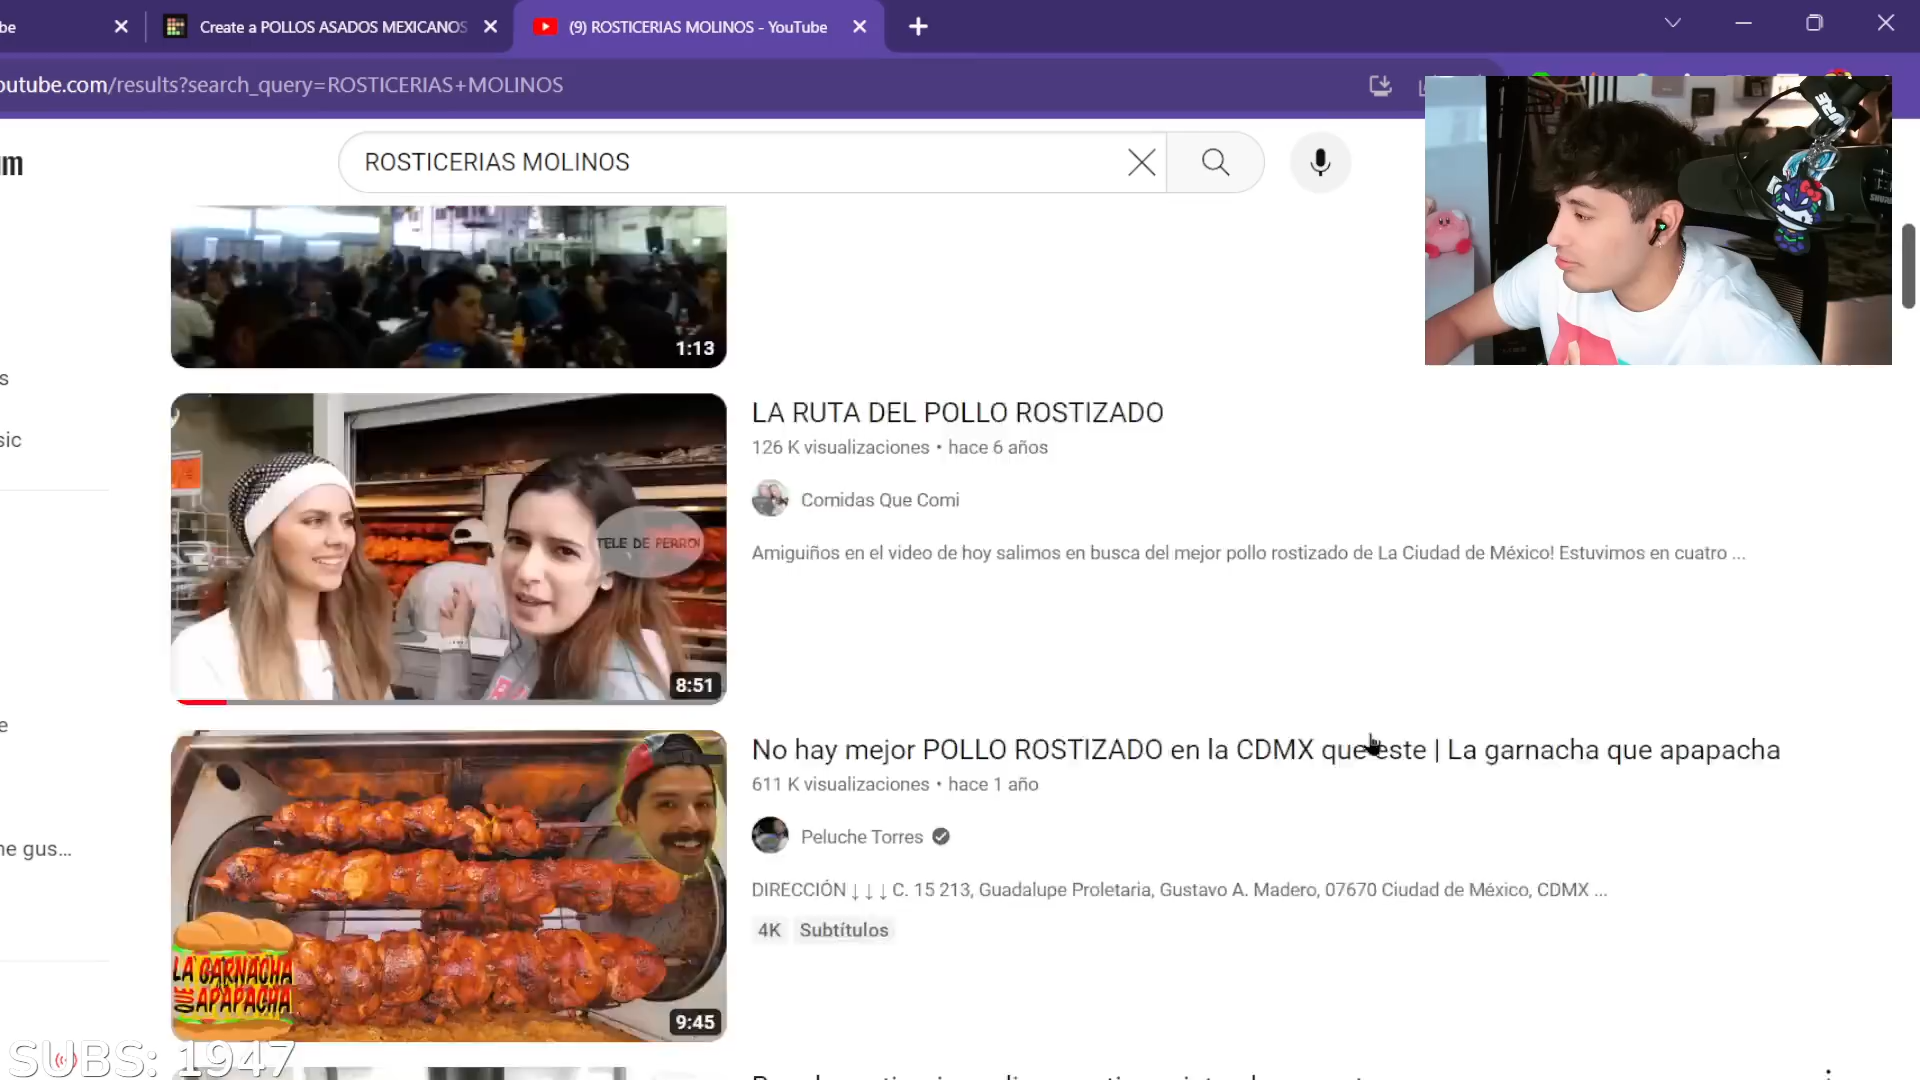 be
Create a POLLOS ASADOS MEXICANOS
(9) ROSTICERIAS MOLINOS - YouTube
outube.com/results?search_query=ROSTICERIAS+MOLINOS
ROSTICERIAS MOLINOS
1:13
LA RUTA DEL POLLO ROSTIZADO
126 K visualizaciones • hace 6 años
Comidas Que Comi
TELE DE PERRO!
Amiguiños en el video de hoy salimos en busca del mejor pollo rostizado de La Ciudad de México! Estuvimos en cuatro ...
8:51
No hay mejor POLLO ROSTIZADO en la CDMX que este | La garnacha que apapacha
611 K visualizaciones • hace 1 año
Peluche Torres
DIRECCIÓN ↓ ↓ ↓ C. 15 213, Guadalupe Proletaria, Gustavo A. Madero, 07670 Ciudad de México, CDMX ...
4K Subtítulos
LA GARNACHA
QUE APAPACHA
9:45
s
sic
e
ne gus...
SUBS: 1947